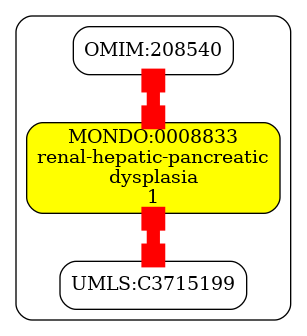 OMIM:208540
MONDO:0008833
renal-hepatic-pancreatic
dysplasia
1
UMLS:C3715199